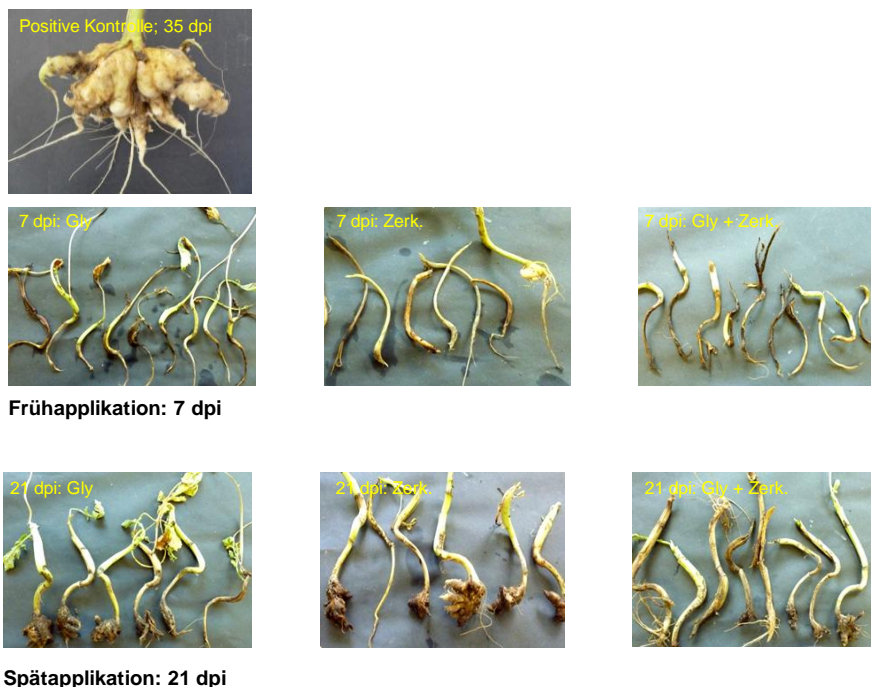 Positive Kontrolle; 35 dpi
7 dpi: Gly
7 dpi: Zerk.
7 dpi: Gly + Zerk.
Frühapplikation: 7 dpi
21 dpi: Gly
21 dpi: Zerk.
21 dpi: Gly + Zerk.
Spätapplikation: 21 dpi